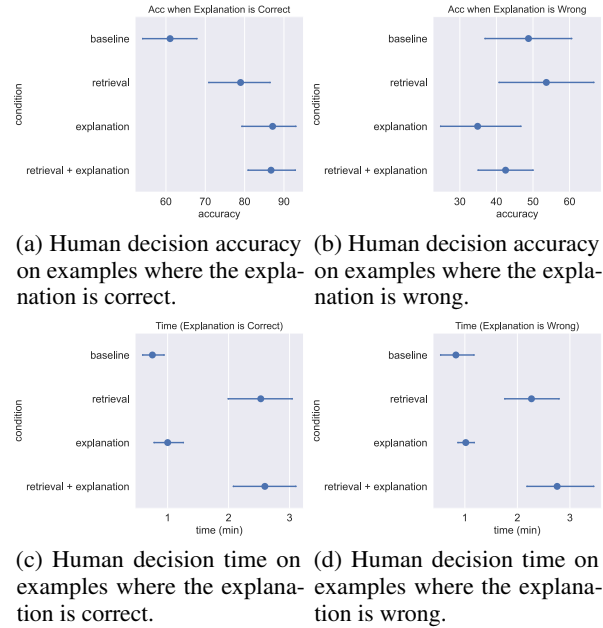 Acc when Explanation is Correct
condition
baseline
retrieval
explanation
retrieval + explanation
60 70 80 90
accuracy
Acc when Explanation is Wrong
condition
baseline
retrieval
explanation
retrieval + explanation
30 40 50 60
accuracy
(a) Human decision accuracy
on examples where the expla-
nation is correct.
(b) Human decision accuracy
on examples where the expla-
nation is wrong.
Time (Explanation is Correct)
condition
baseline
retrieval
explanation
retrieval + explanation
1 2 3
time (min)
Time (Explanation is Wrong)
condition
baseline
retrieval
explanation
retrieval + explanation
1 2 3
time (min)
(c) Human decision time on
examples where the explana-
tion is correct.
(d) Human decision time on
examples where the explana-
tion is wrong.